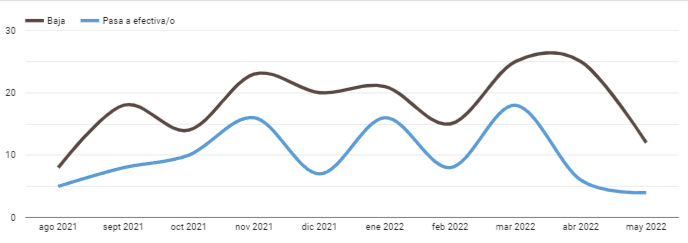 Baja Pasa a efectiva/o
30
20
10
0
ago 2021 sept 2021 oct 2021 nov 2021 dic 2021 ene 2022 feb 2022 mar 2022 abr 2022 may 2022